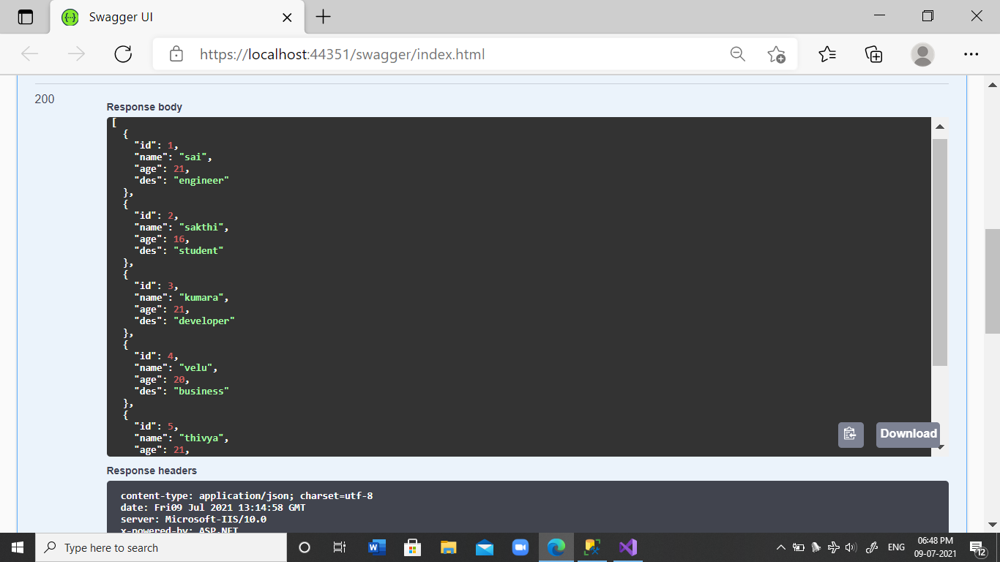 Swagger UI
https://localhost:44351/swagger/index.html
200
Response body
[
  {
    "id": 1,
    "name": "sai",
    "age": 21,
    "des": "engineer"
  },
  {
    "id": 2,
    "name": "sakthi",
    "age": 16,
    "des": "student"
  },
  {
    "id": 3,
    "name": "kumara",
    "age": 21,
    "des": "developer"
  },
  {
    "id": 4,
    "name": "velu",
    "age": 20,
    "des": "business"
  },
  {
    "id": 5,
    "name": "thivya",
    "age": 21,
Download
Response headers
content-type: application/json; charset=utf-8
date: Fri09 Jul 2021 13:14:58 GMT
server: Microsoft-IIS/10.0
x-powered-by: ASP.NET
Type here to search
ENG
06:48 PM
09-07-2021
12